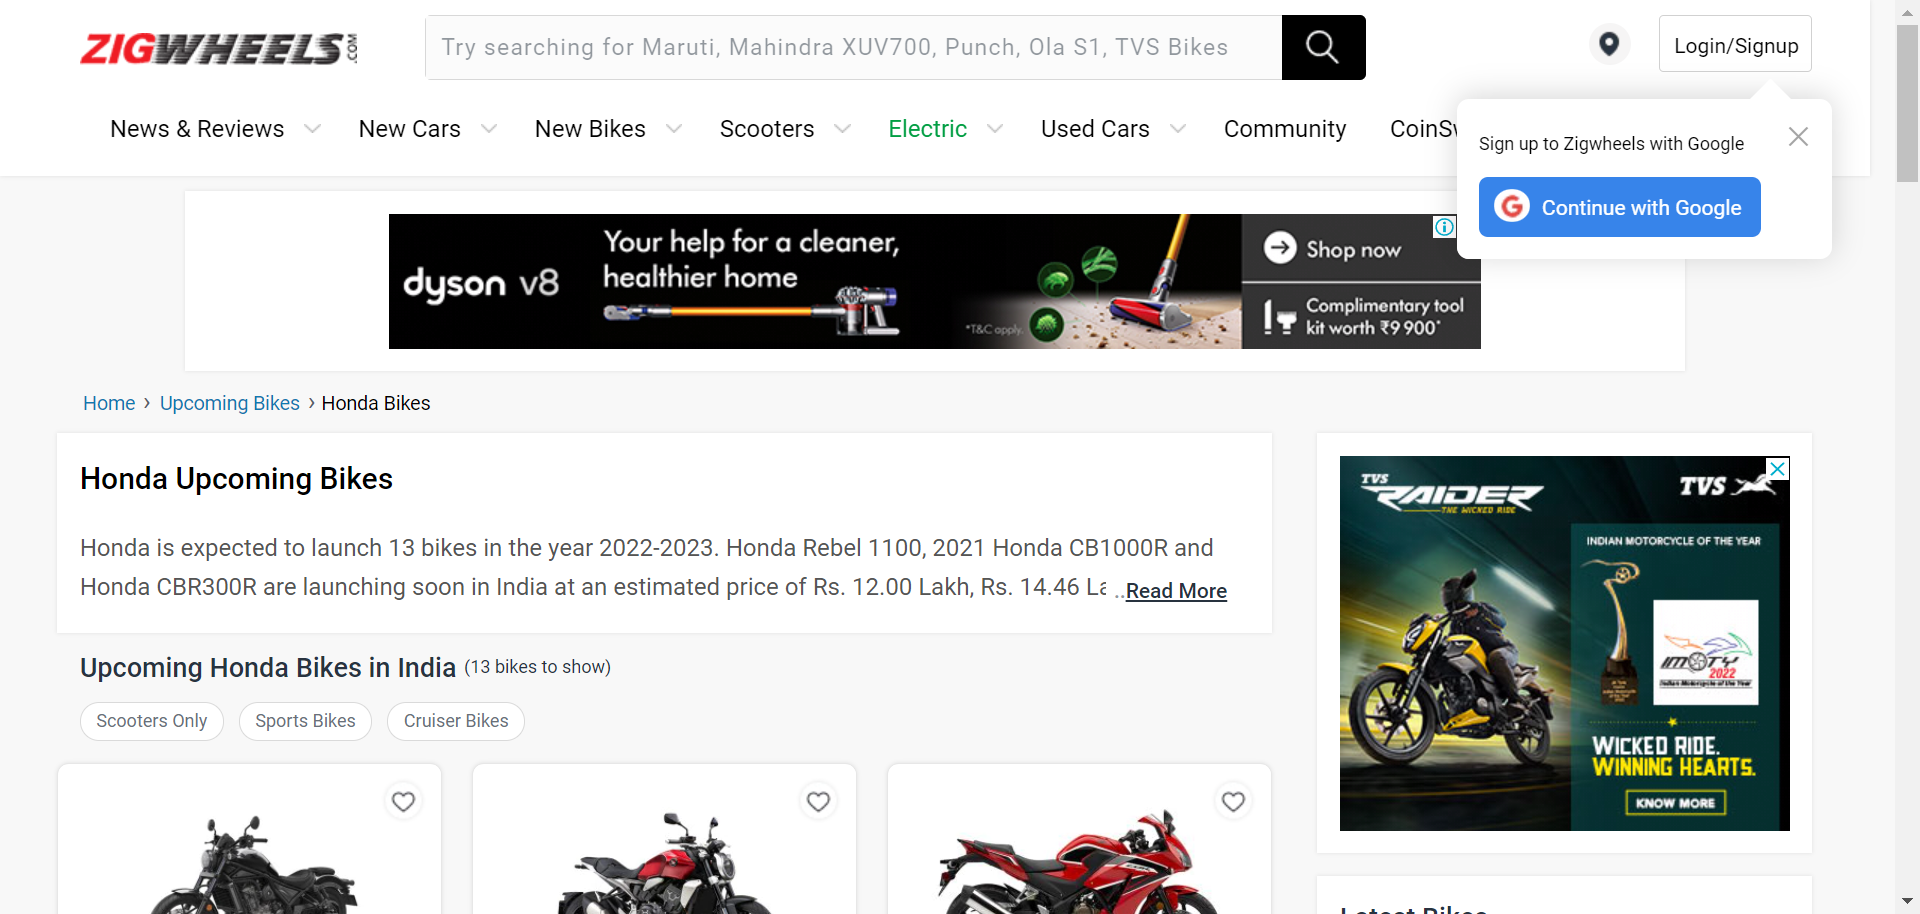 ZIGWHEELS.COM
Try searching for Maruti, Mahindra XUV700, Punch, Ola S1, TVS Bikes
Login/Signup
News & Reviews
New Cars
New Bikes
Scooters
Electric
Used Cars
Community
CoinSw
Sign up to Zigwheels with Google
Continue with Google
dyson v8
Your help for a cleaner,
healthier home
*T&C apply.
Shop now
Complimentary tool
kit worth ₹9 900*
Home › Upcoming Bikes › Honda Bikes
Honda Upcoming Bikes
Honda is expected to launch 13 bikes in the year 2022-2023. Honda Rebel 1100, 2021 Honda CB1000R and
Honda CBR300R are launching soon in India at an estimated price of Rs. 12.00 Lakh, Rs. 14.46 La ..Read More
Upcoming Honda Bikes in India (13 bikes to show)
Scooters Only
Sports Bikes
Cruiser Bikes
TVS
RAIDER
THE WICKED RIDE
TVS
INDIAN MOTORCYCLE OF THE YEAR
IMOTY
2022
Indian Motorcycle of the Year
WICKED RIDE.
WINNING HEARTS.
KNOW MORE
Latest Bikes